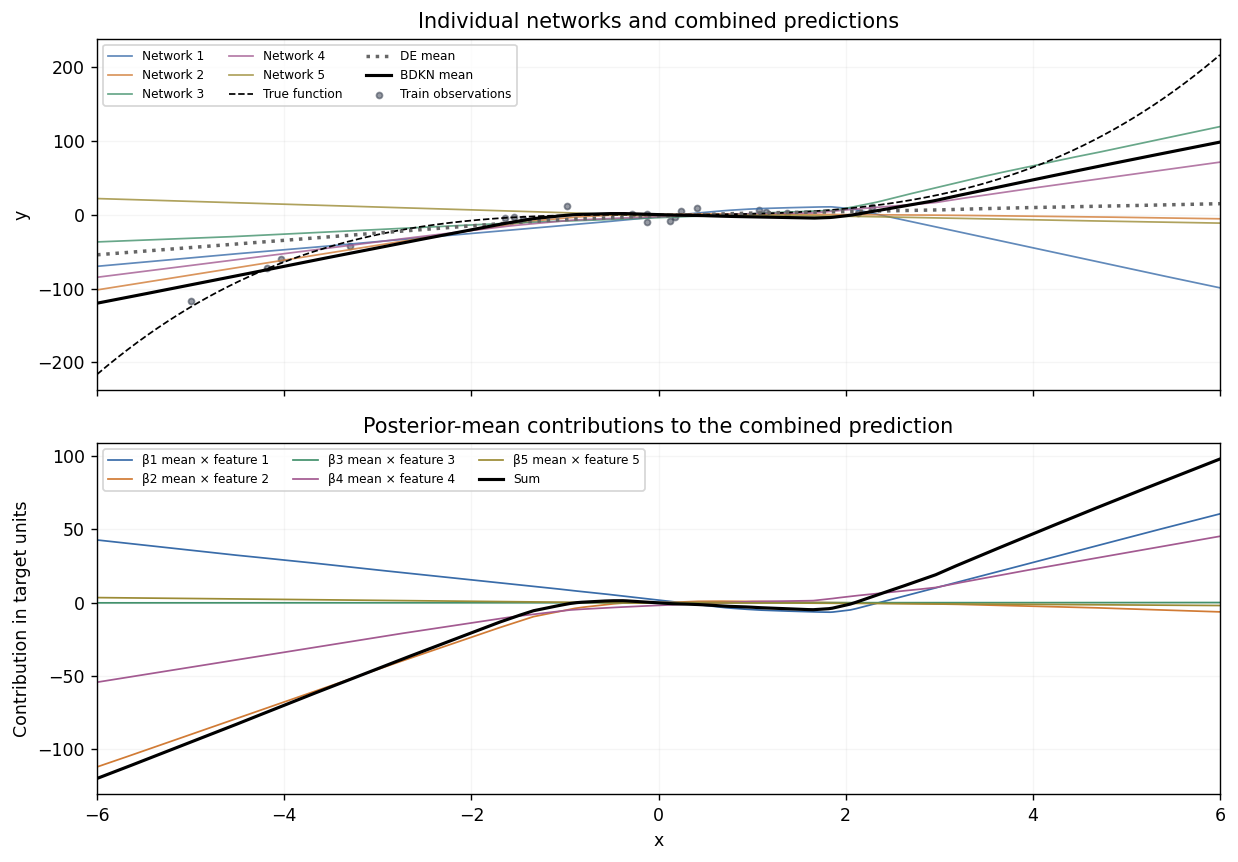 Individual networks and combined predictions
Network 1
Network 2
Network 3
Network 4
Network 5
True function
DE mean
BDKN mean
Train observations
y
200
100
0
−100
−200
Posterior-mean contributions to the combined prediction
β1 mean × feature 1
β2 mean × feature 2
β3 mean × feature 3
β4 mean × feature 4
β5 mean × feature 5
Sum
Contribution in target units
100
50
0
−50
−100
−6 −4 −2 0 2 4 6
x